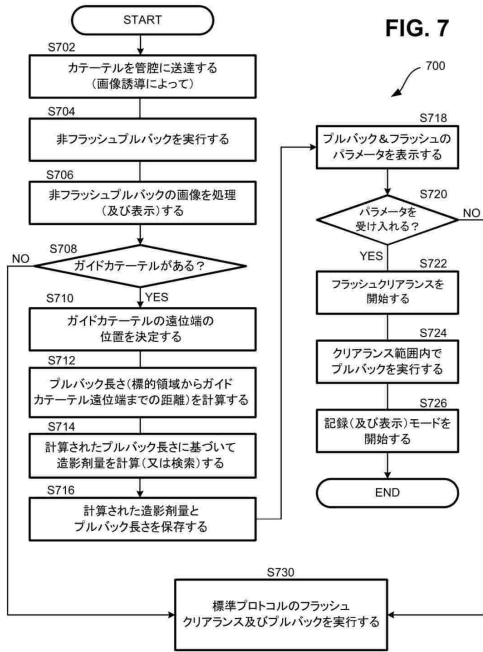 FIG. 7
700
START
S702
カテーテルを管腔に送達する
(画像誘導によって)
S704
非フラッシュプルバックを実行する
S706
非フラッシュプルバックの画像を処理
(及び表示)する
S708
ガイドカテーテルがある?
NO
YES
S710
ガイドカテーテルの遠位端の
位置を決定する
S712
プルバック長さ(標的領域からガイド
カテーテル遠位端までの距離)を計算する
S714
計算されたプルバック長さに基づいて
造影剤量を計算(又は検索)する
S716
計算された造影剤量と
プルバック長さを保存する
S718
プルバック&フラッシュの
パラメータを表示する
S720
パラメータを
受け入れる?
NO
YES
S722
フラッシュクリアランスを
開始する
S724
クリアランス範囲内で
プルバックを実行する
S726
記録(及び表示)モードを
開始する
END
S730
標準プロトコルのフラッシュ
クリアランス及びプルバックを実行する